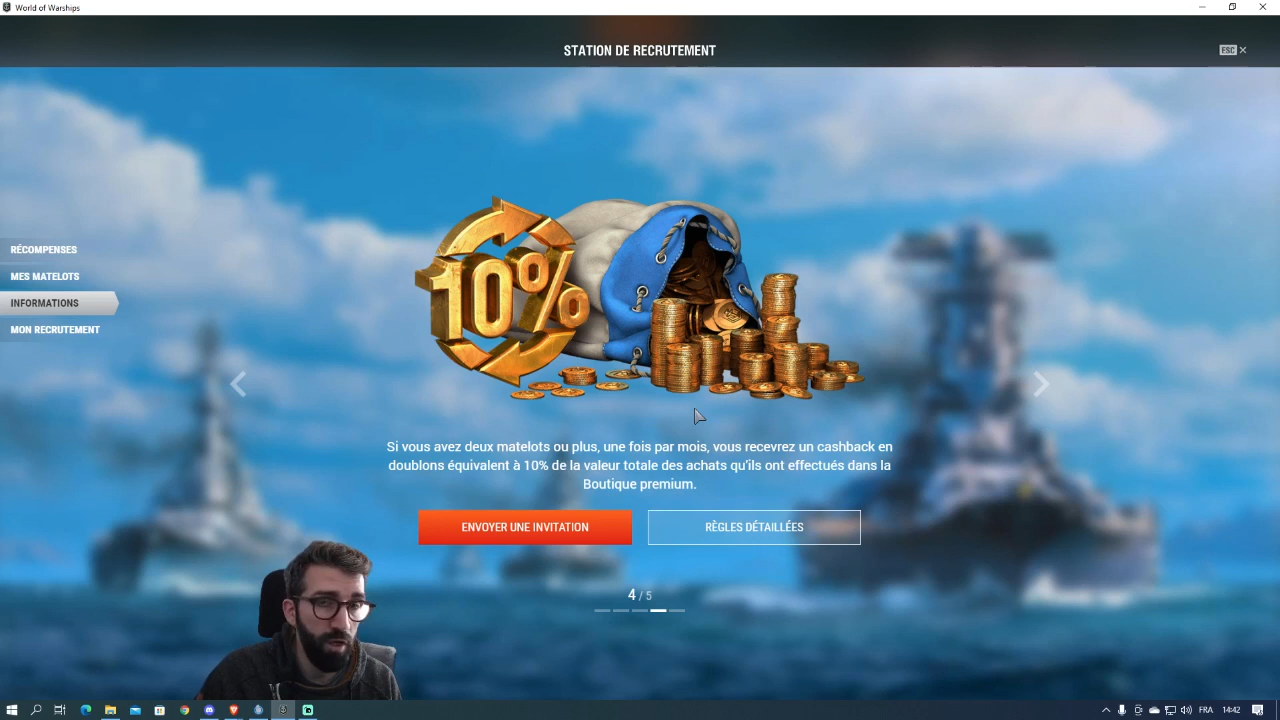 World of Warships
STATION DE RECRUTEMENT
ESC
RÉCOMPENSES
MES MATELOTS
INFORMATIONS
MON RECRUTEMENT
10%
Si vous avez deux matelots ou plus, une fois par mois, vous recevrez un cashback en
doublons équivalent à 10% de la valeur totale des achats qu'ils ont effectués dans la
Boutique premium.
ENVOYER UNE INVITATION
RÈGLES DÉTAILLÉES
4 / 5
FRA
14:42